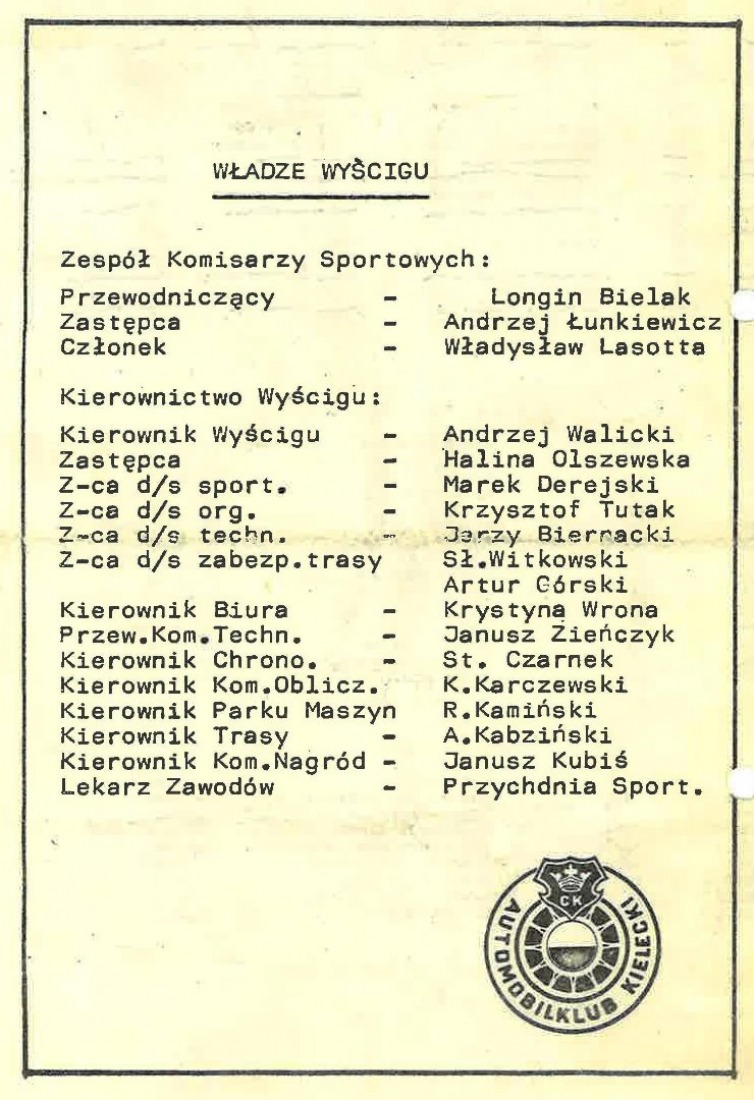 WŁADZE WYŚCIGU
Zespół Komisarzy Sportowych:
Przewodniczący - Longin Bielak
Zastępca - Andrzej Łunkiewicz
Członek - Władysław Lasotta
Kierownictwo Wyścigu:
Kierownik Wyścigu - Andrzej Walicki
Zastępca - Halina Olszewska
Z-ca d/s sport. - Marek Derejski
Z-ca d/s org. - Krzysztof Tutak
Z-ca d/s techn. - Jerzy Biernacki
Z-ca d/s zabezp.trasy Sł.Witkowski
Artur Górski
Kierownik Biura - Krystyna Wrona
Przew.Kom.Techn. - Janusz Zieńczyk
Kierownik Chrono. - St. Czarnek
Kierownik Kom.Oblicz. K.Karczewski
Kierownik Parku Maszyn R.Kamiński
Kierownik Trasy - A.Kabziński
Kierownik Kom.Nagród - Janusz Kubiś
Lekarz Zawodów - Przychdnia Sport.
CK
AUTOMOBILKLUB KIELECKI